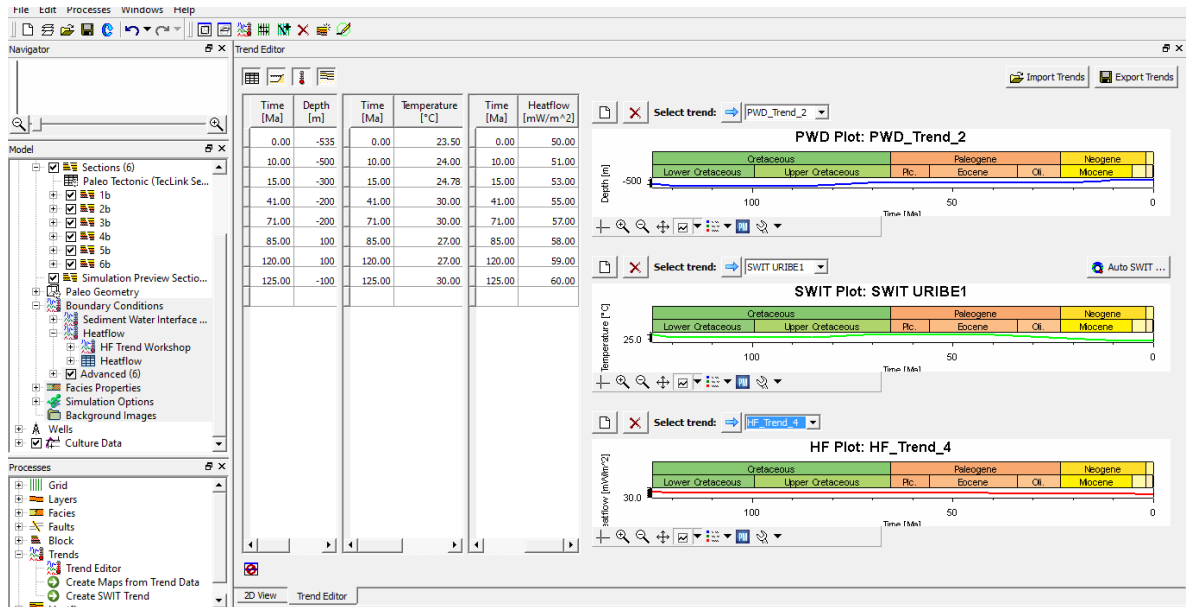 File Edit Processes Windows Help
Navigator
Trend Editor
Import Trends
Export Trends
Time [Ma] Depth [m] Time [Ma] Temperature [°C] Time [Ma] Heatflow [mW/m^2]
0.00 -535 0.00 23.50 0.00 50.00
10.00 -500 10.00 24.00 10.00 51.00
15.00 -300 15.00 24.78 15.00 53.00
41.00 -200 41.00 30.00 41.00 55.00
71.00 -200 71.00 30.00 71.00 57.00
85.00 100 85.00 27.00 85.00 58.00
120.00 100 120.00 27.00 120.00 59.00
125.00 -100 125.00 30.00 125.00 60.00
Model
Sections (6)
Paleo Tectonic (TecLink Se...
1b
2b
3b
4b
5b
6b
Simulation Preview Sectio...
Paleo Geometry
Boundary Conditions
Sediment Water Interface ...
Heatflow
HF Trend Workshop
Heatflow
Advanced (6)
Facies Properties
Simulation Options
Background Images
Wells
Culture Data
Processes
Grid
Layers
Facies
Faults
Block
Trends
Trend Editor
Create Maps from Trend Data
Create SWIT Trend
Select trend: PWD_Trend_2
PWD Plot: PWD_Trend_2
Cretaceous Paleogene Neogene
Lower Cretaceous Upper Cretaceous Plc. Eocene Oli. Miocene
Depth [m]
-500
100 50 0
Time [Ma]
PM
Select trend: SWIT URIBE1
Auto SWIT ...
SWIT Plot: SWIT URIBE1
Cretaceous Paleogene Neogene
Lower Cretaceous Upper Cretaceous Plc. Eocene Oli. Miocene
Temperature [°C]
25.0
100 50 0
Time [Ma]
PM
Select trend: HF_Trend_4
HF Plot: HF_Trend_4
Cretaceous Paleogene Neogene
Lower Cretaceous Upper Cretaceous Plc. Eocene Oli. Miocene
eatflow [mW/m^2]
30.0
100 50 0
Time [Ma]
PM
2D View Trend Editor